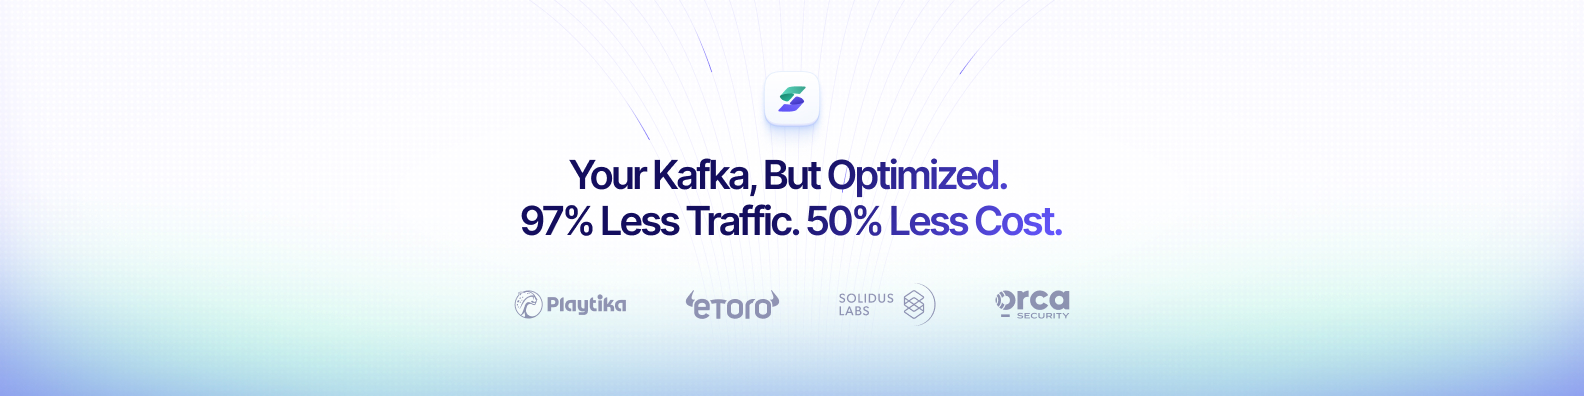 Your Kafka, But Optimized.
97% Less Traffic. 50% Less Cost.
Playtika
eToro
SOLIDUS
LABS
orca
SECURITY